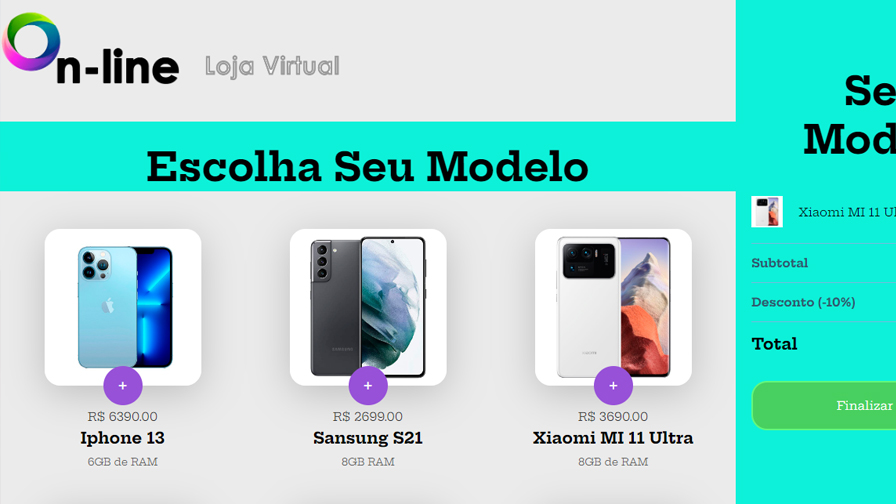 On-line Loja Virtual
Escolha Seu Modelo
+
R$ 6390.00
Iphone 13
6GB de RAM
+
R$ 2699.00
Sansung S21
8GB RAM
+
R$ 3690.00
Xiaomi MI 11 Ultra
8GB de RAM
Se
Mod
Xiaomi MI 11 Ul
Subtotal
Desconto (-10%)
Total
Finalizar